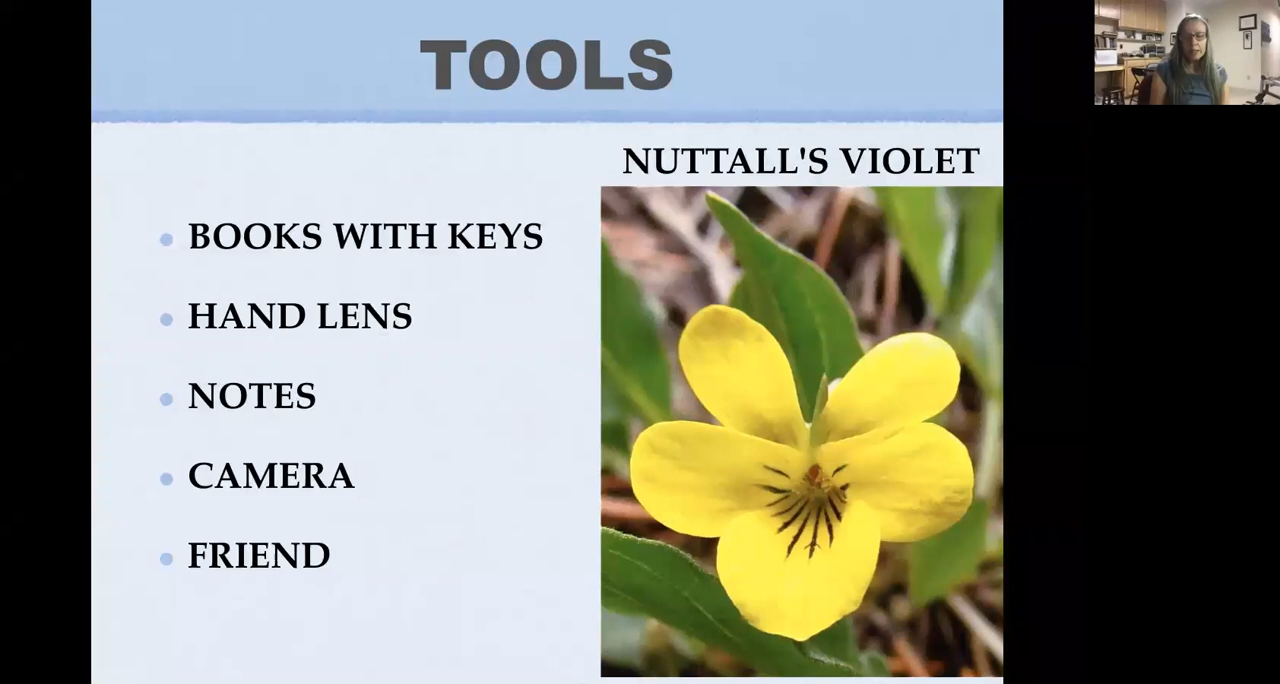 TOOLS
NUTTALL'S VIOLET
BOOKS WITH KEYS
HAND LENS
NOTES
CAMERA
FRIEND